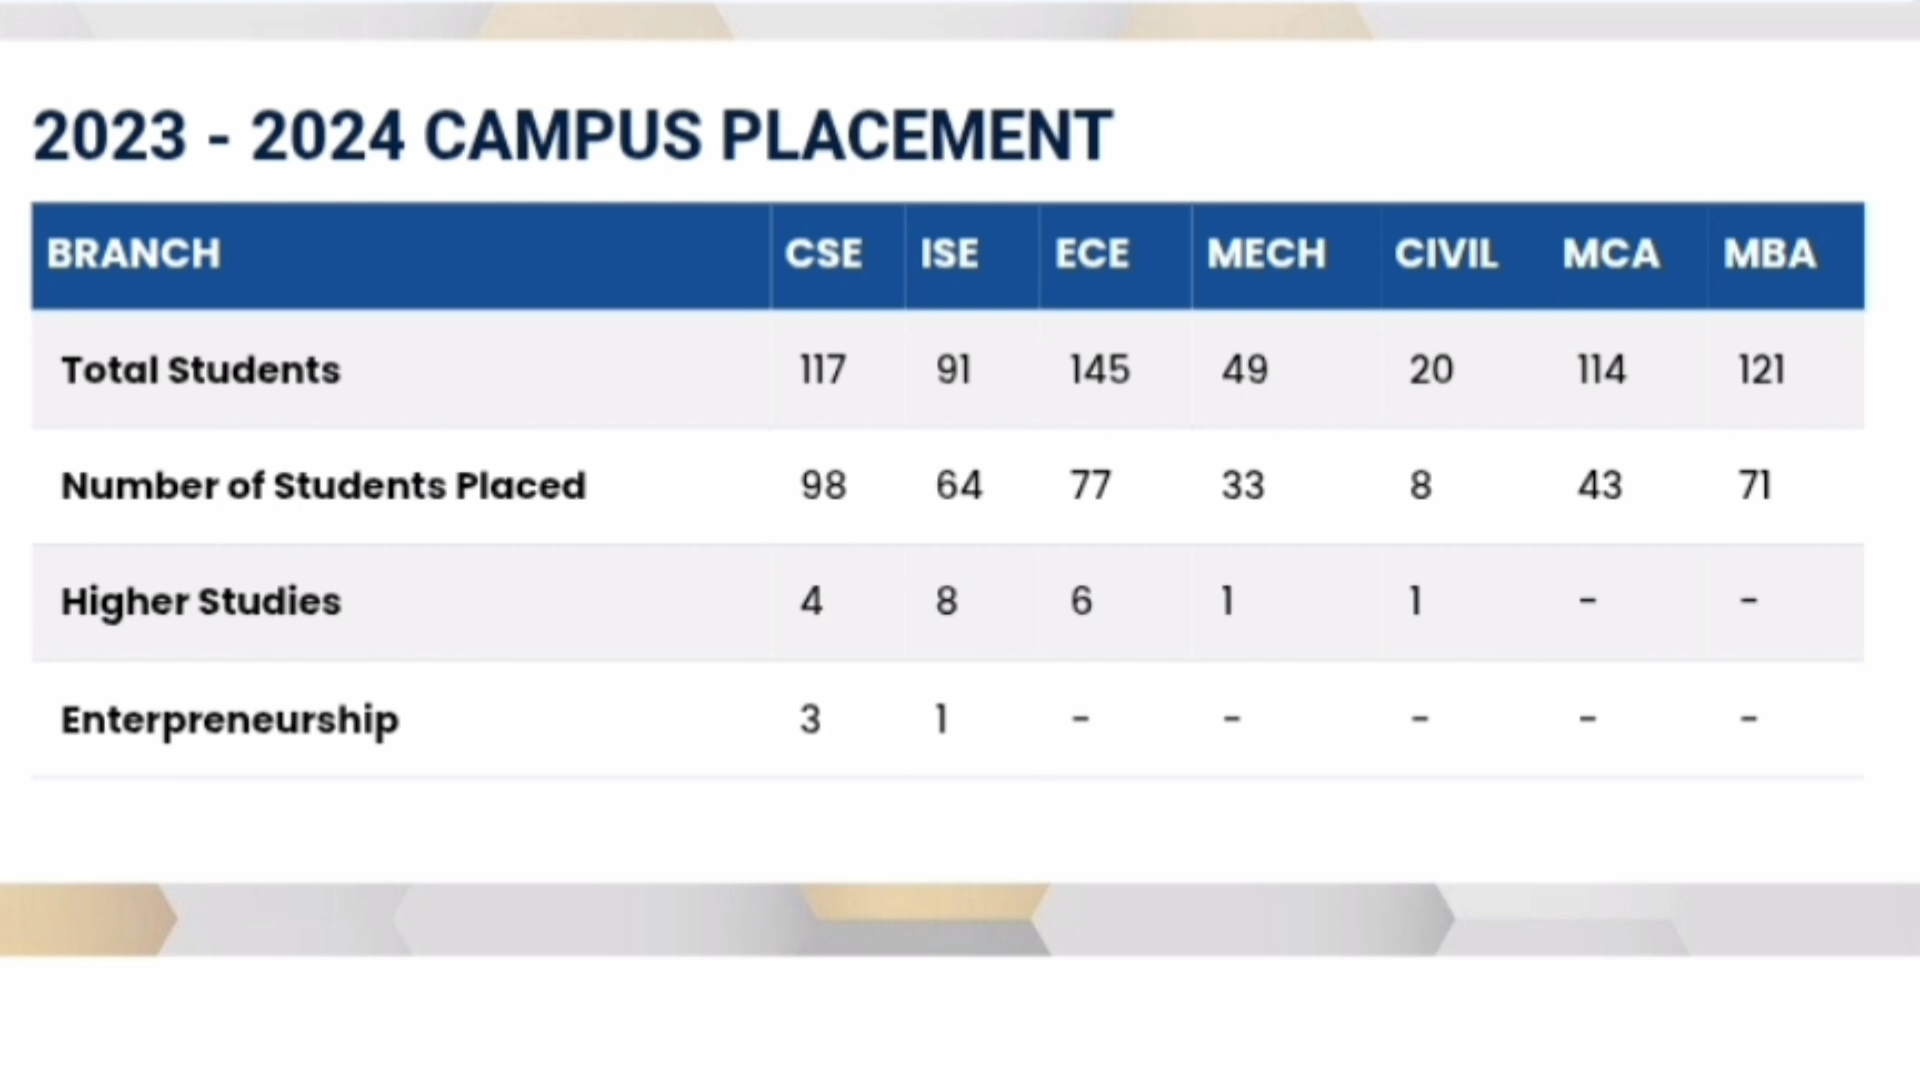 2023 - 2024 CAMPUS PLACEMENT
BRANCH CSE ISE ECE MECH CIVIL MCA MBA
Total Students 117 91 145 49 20 114 121
Number of Students Placed 98 64 77 33 8 43 71
Higher Studies 4 8 6 1 1 - -
Enterpreneurship 3 1 - - - - -